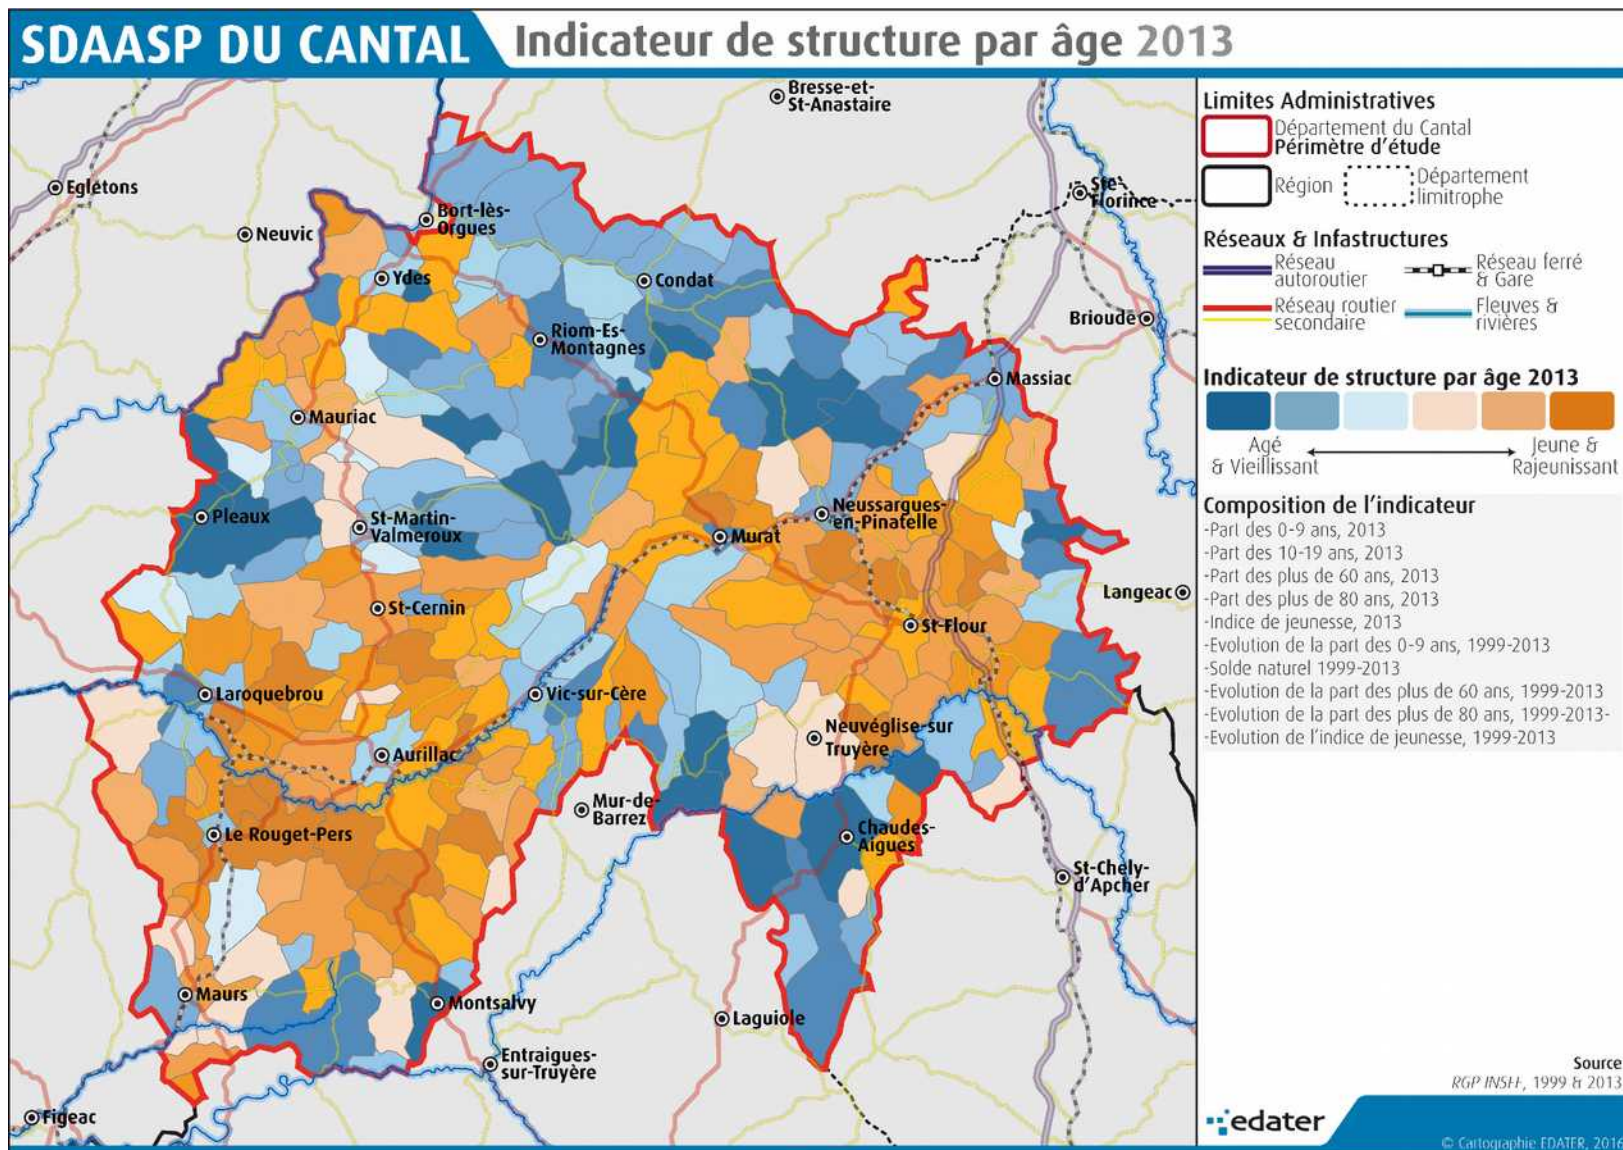 SDAASP DU CANTAL
Indicateur de structure par âge 2013
Bresse-et-
St-Anastaire
Egletons
Neuvic
Bort-lès-
Orgues
Ste
Florince
Ydes
Condat
Riom-Es-
Montagnes
Brioude
Massiac
Mauriac
Pleaux
St-Martin-
Valmeroux
Neussargues-
en-Pinatelle
Murat
Langeac
St-Cernin
St-Flour
Laroquebrou
Vic-sur-Cère
Neuvéglise-sur
Truyère
Aurillac
Mur-de-
Barrez
Le Rouget-Pers
Chaudes-
Aigues
St-Chely-
d'Apcher
Maurs
Montsalvy
Laguiole
Entraigues-
sur-Truyère
Figeac
Limites Administratives
Département du Cantal
Périmètre d'étude
Région
Département
limitrophe
Réseaux & Infastructures
Réseau
autoroutier
Réseau ferré
& Gare
Réseau routier
secondaire
Fleuves &
rivières
Indicateur de structure par âge 2013
Agé
& Vieillissant
Jeune &
Rajeunissant
Composition de l'indicateur
-Part des 0-9 ans, 2013
-Part des 10-19 ans, 2013
-Part des plus de 60 ans, 2013
-Part des plus de 80 ans, 2013
-Indice de jeunesse, 2013
-Evolution de la part des 0-9 ans, 1999-2013
-Solde naturel 1999-2013
-Evolution de la part des plus de 60 ans, 1999-2013
-Evolution de la part des plus de 80 ans, 1999-2013-
-Evolution de l'indice de jeunesse, 1999-2013
Source
RGP INSEE, 1999 & 2013
edater
© Cartographie EDATER, 2016